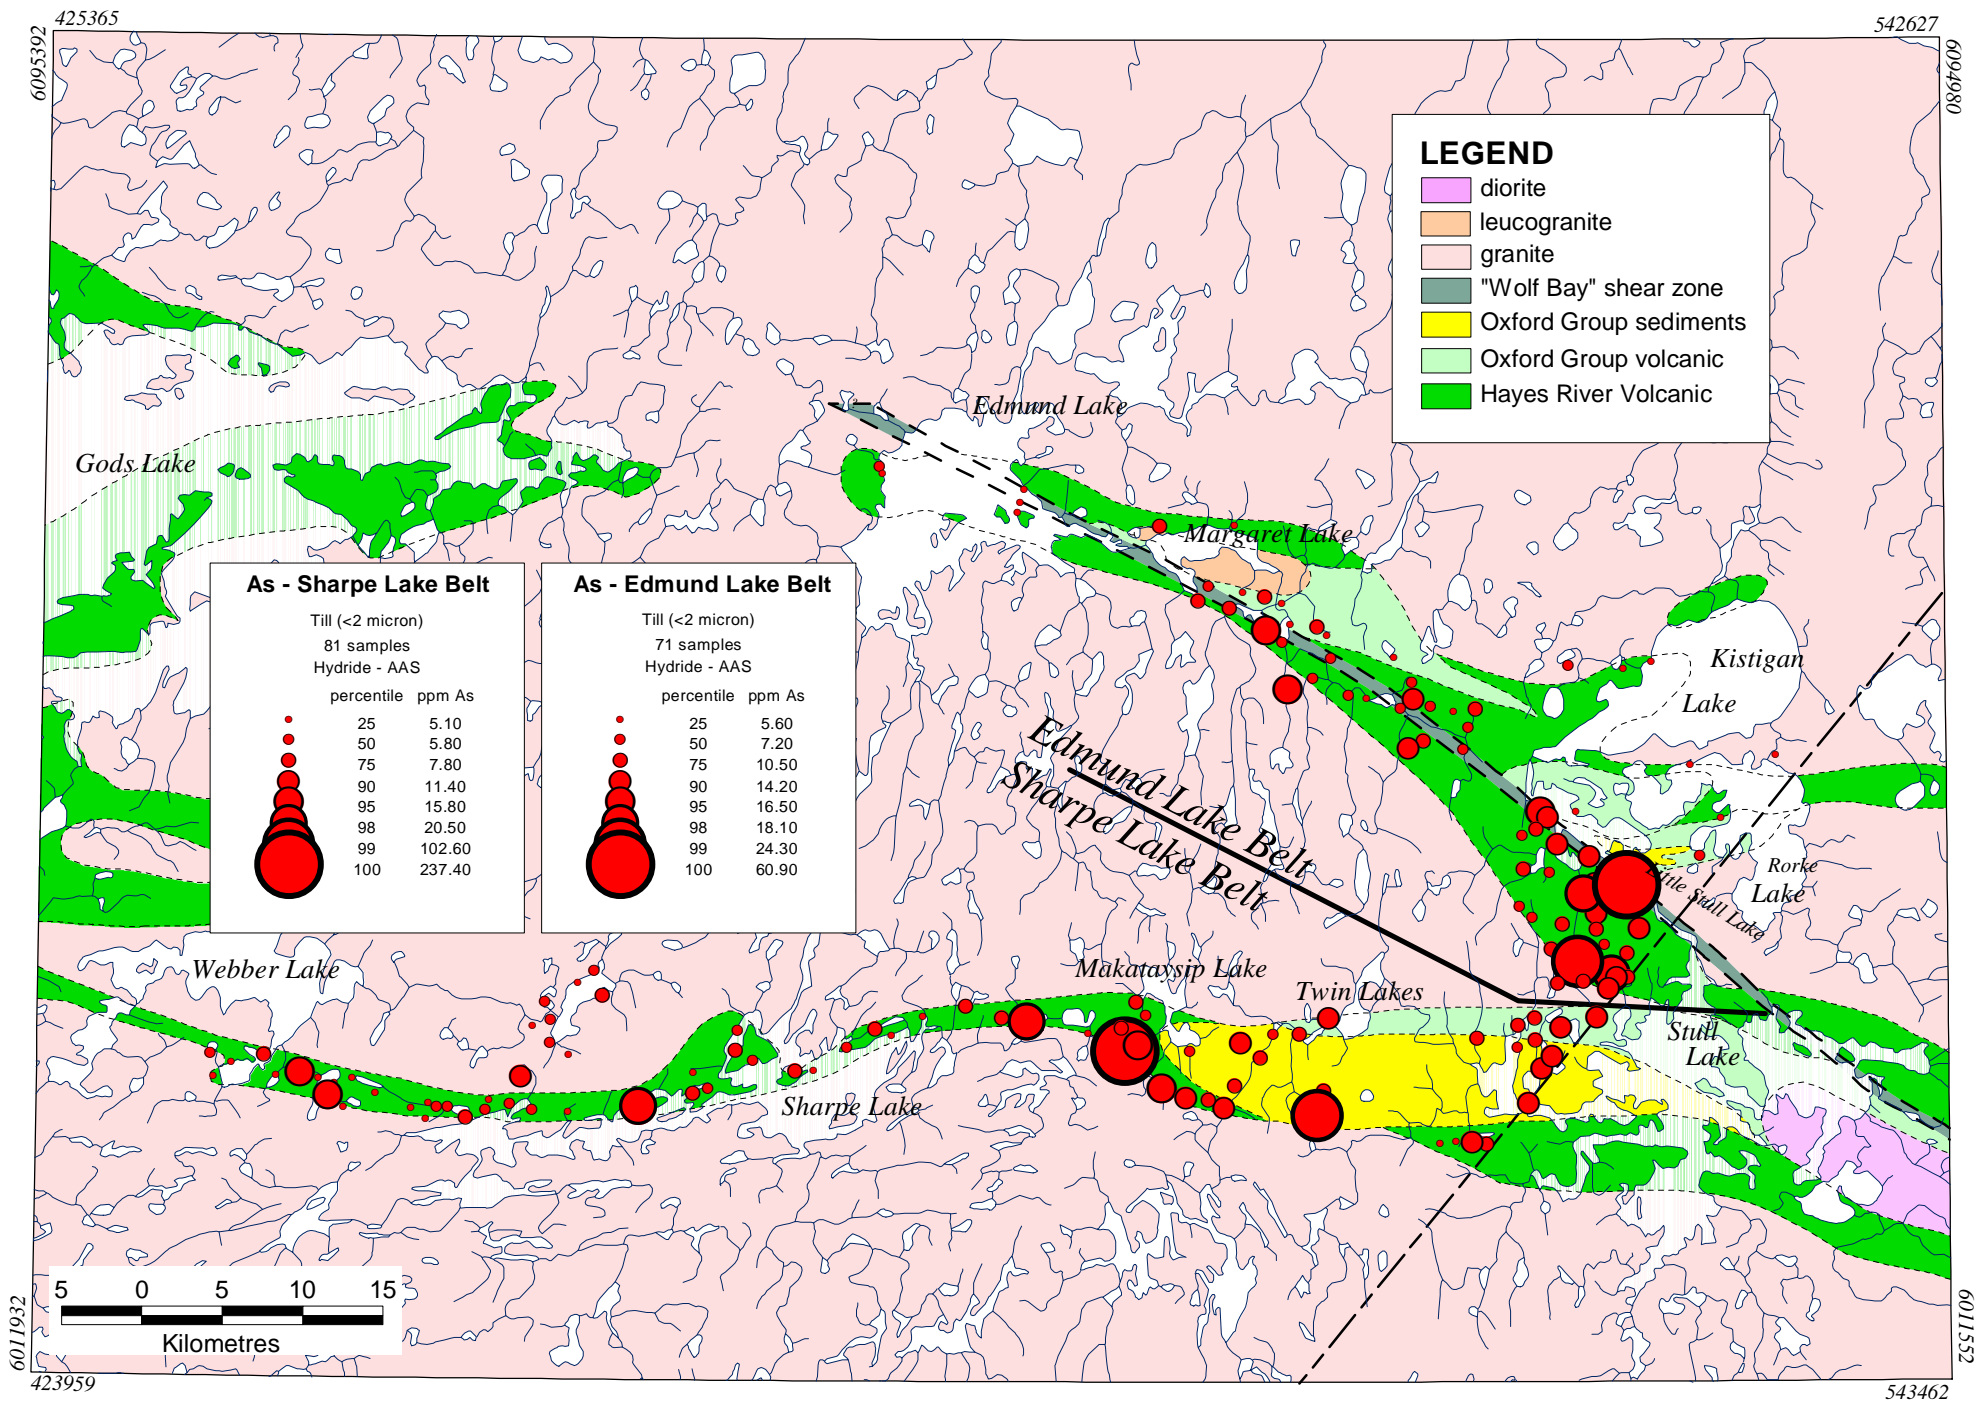 425365
542627
6095392
6094980
LEGEND
diorite
leucogranite
granite
"Wolf Bay" shear zone
Oxford Group sediments
Oxford Group volcanic
Hayes River Volcanic
Edmund Lake
Gods Lake
Margaret Lake
As - Sharpe Lake Belt
Till (<2 micron)
81 samples
Hydride - AAS
percentile ppm As
25 5.10
50 5.80
75 7.80
90 11.40
95 15.80
98 20.50
99 102.60
100 237.40
As - Edmund Lake Belt
Till (<2 micron)
71 samples
Hydride - AAS
percentile ppm As
25 5.60
50 7.20
75 10.50
90 14.20
95 16.50
98 18.10
99 24.30
100 60.90
Kistigan
Lake
Edmund Lake Belt
Sharpe Lake Belt
Rorke
Lake
Little Stull Lake
Webber Lake
Makataysip Lake
Twin Lakes
Stull
Lake
Sharpe Lake
5 0 5 10 15
Kilometres
6011932
6011552
423959
543462